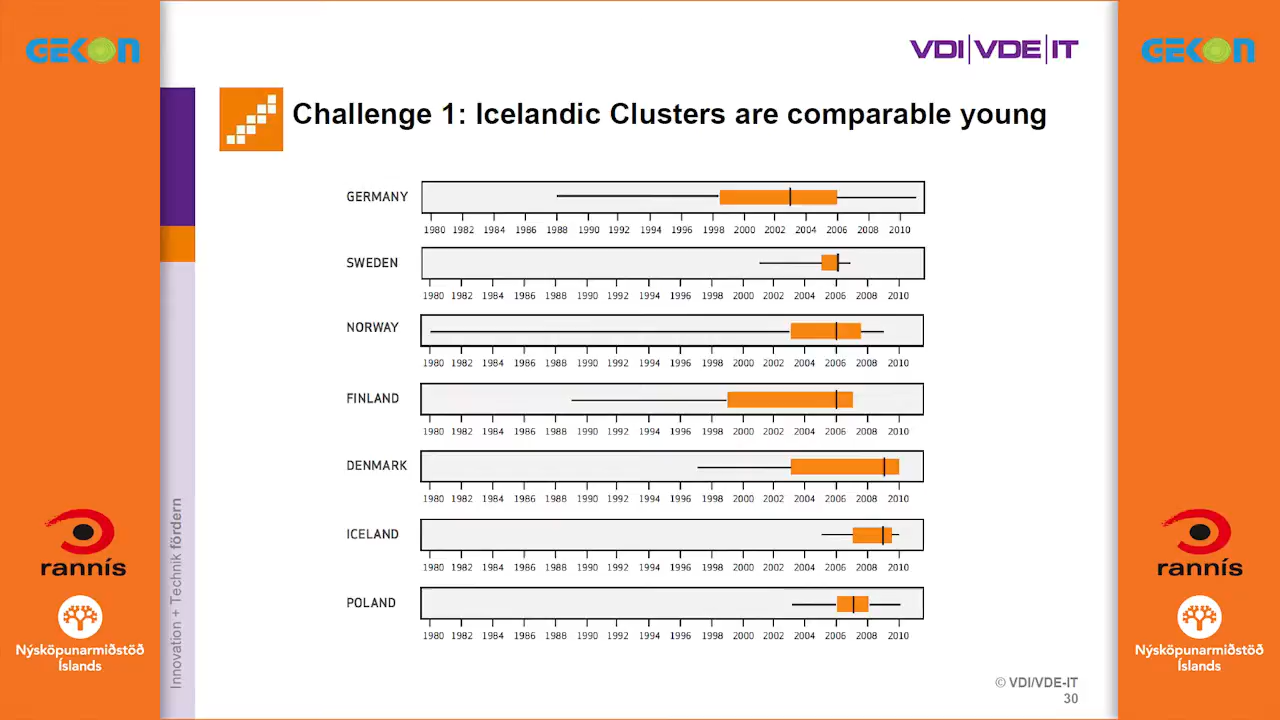 GEKON
VDI|VDE|IT
GEKON
Challenge 1: Icelandic Clusters are comparable young
GERMANY
1980 1982 1984 1986 1988 1990 1992 1994 1996 1998 2000 2002 2004 2006 2008 2010
SWEDEN
1980 1982 1984 1986 1988 1990 1992 1994 1996 1998 2000 2002 2004 2006 2008 2010
NORWAY
1980 1982 1984 1986 1988 1990 1992 1994 1996 1998 2000 2002 2004 2006 2008 2010
FINLAND
1980 1982 1984 1986 1988 1990 1992 1994 1996 1998 2000 2002 2004 2006 2008 2010
DENMARK
1980 1982 1984 1986 1988 1990 1992 1994 1996 1998 2000 2002 2004 2006 2008 2010
ICELAND
1980 1982 1984 1986 1988 1990 1992 1994 1996 1998 2000 2002 2004 2006 2008 2010
POLAND
1980 1982 1984 1986 1988 1990 1992 1994 1996 1998 2000 2002 2004 2006 2008 2010
Innovation + Technik fördern
rannís
Nýsköpunarmiðstöð
Íslands
rannís
Nýsköpunarmiðstöð
Íslands
© VDI/VDE-IT
30